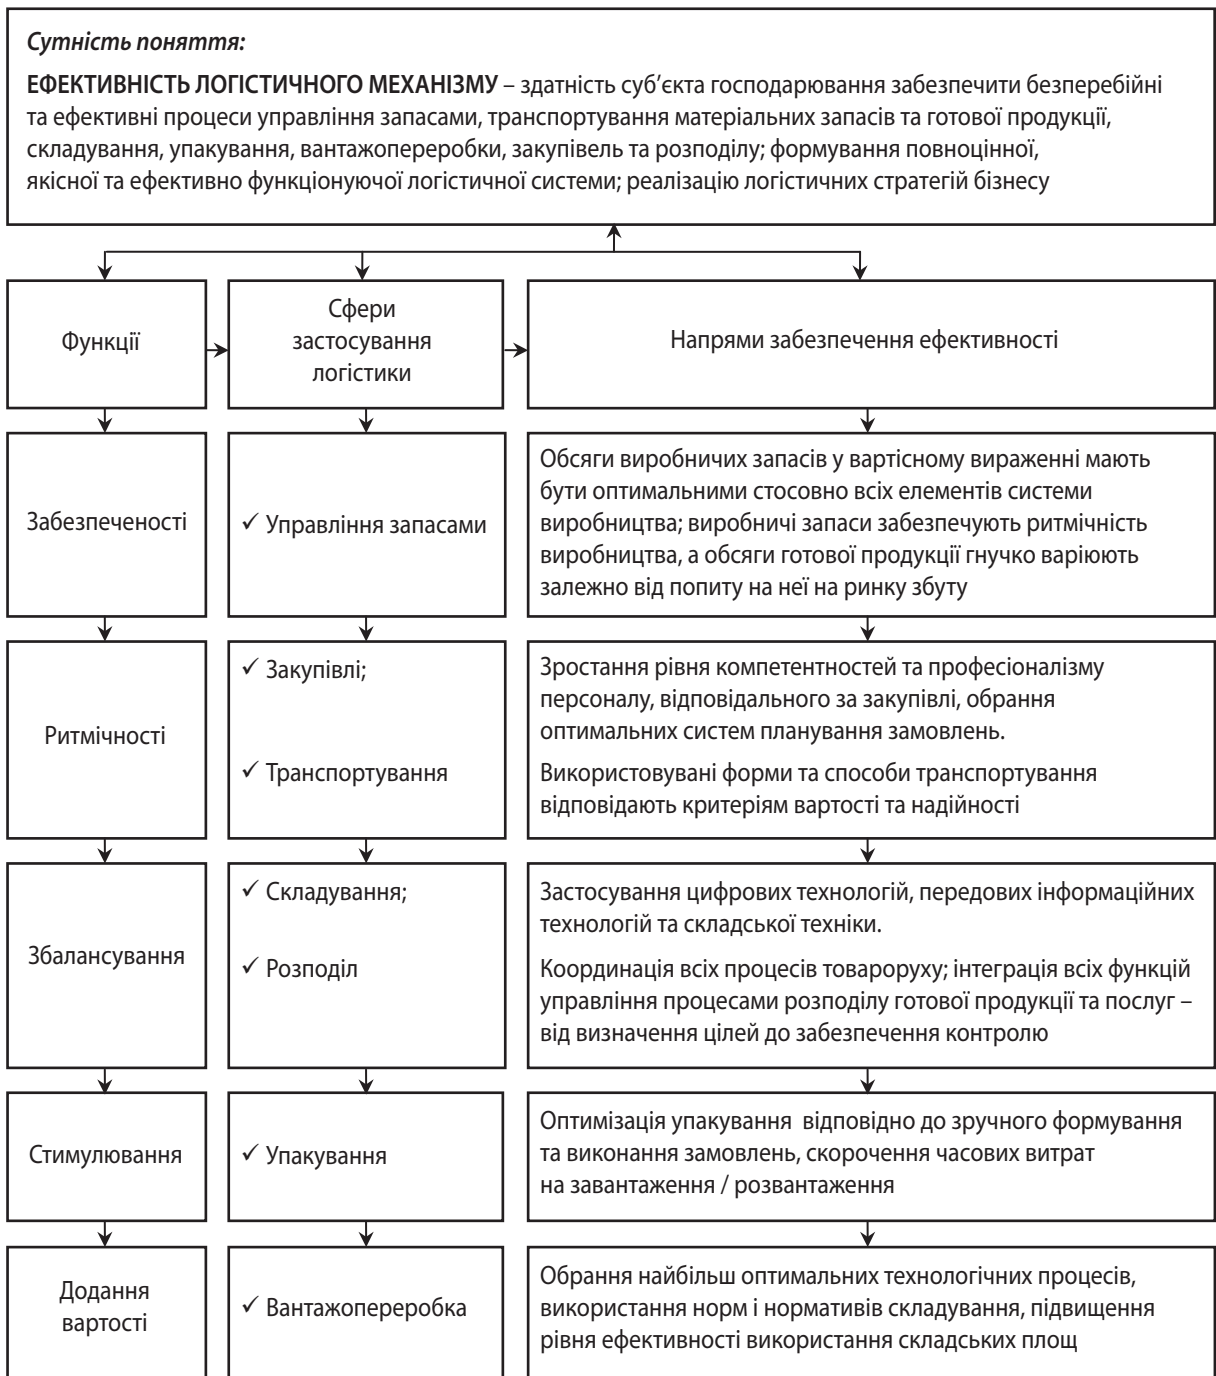 Сутність поняття:
ЕФЕКТИВНІСТЬ ЛОГІСТИЧНОГО МЕХАНІЗМУ – здатність суб’єкта господарювання забезпечити безперебійні
та ефективні процеси управління запасами, транспортування матеріальних запасів та готової продукції,
складування, упакування, вантажопереробки, закупівель та розподілу; формування повноцінної,
якісної та ефективно функціонуючої логістичної системи; реалізацію логістичних стратегій бізнесу
Функції
Сфери
застосування
логістики
Напрями забезпечення ефективності
Забезпеченості
✓ Управління запасами
Обсяги виробничих запасів у вартісному вираженні мають
бути оптимальними стосовно всіх елементів системи
виробництва; виробничі запаси забезпечують ритмічність
виробництва, а обсяги готової продукції гнучко варіюють
залежно від попиту на неї на ринку збуту
Ритмічності
✓ Закупівлі;
✓ Транспортування
Зростання рівня компетентностей та професіоналізму
персоналу, відповідального за закупівлі, обрання
оптимальних систем планування замовлень.
Використовувані форми та способи транспортування
відповідають критеріям вартості та надійності
Збалансування
✓ Складування;
✓ Розподіл
Застосування цифрових технологій, передових інформаційних
технологій та складської техніки.
Координація всіх процесів товароруху; інтеграція всіх функцій
управління процесами розподілу готової продукції та послуг –
від визначення цілей до забезпечення контролю
Стимулювання
✓ Упакування
Оптимізація упакування відповідно до зручного формування
та виконання замовлень, скорочення часових витрат
на завантаження / розвантаження
Додання
вартості
✓ Вантажопереробка
Обрання найбільш оптимальних технологічних процесів,
використання норм і нормативів складування, підвищення
рівня ефективності використання складських площ